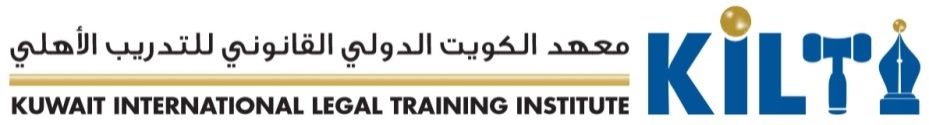 معهد الكويت الدولي القانوني للتدريب الأهلي
KUWAIT INTERNATIONAL LEGAL TRAINING INSTITUTE
KILTI